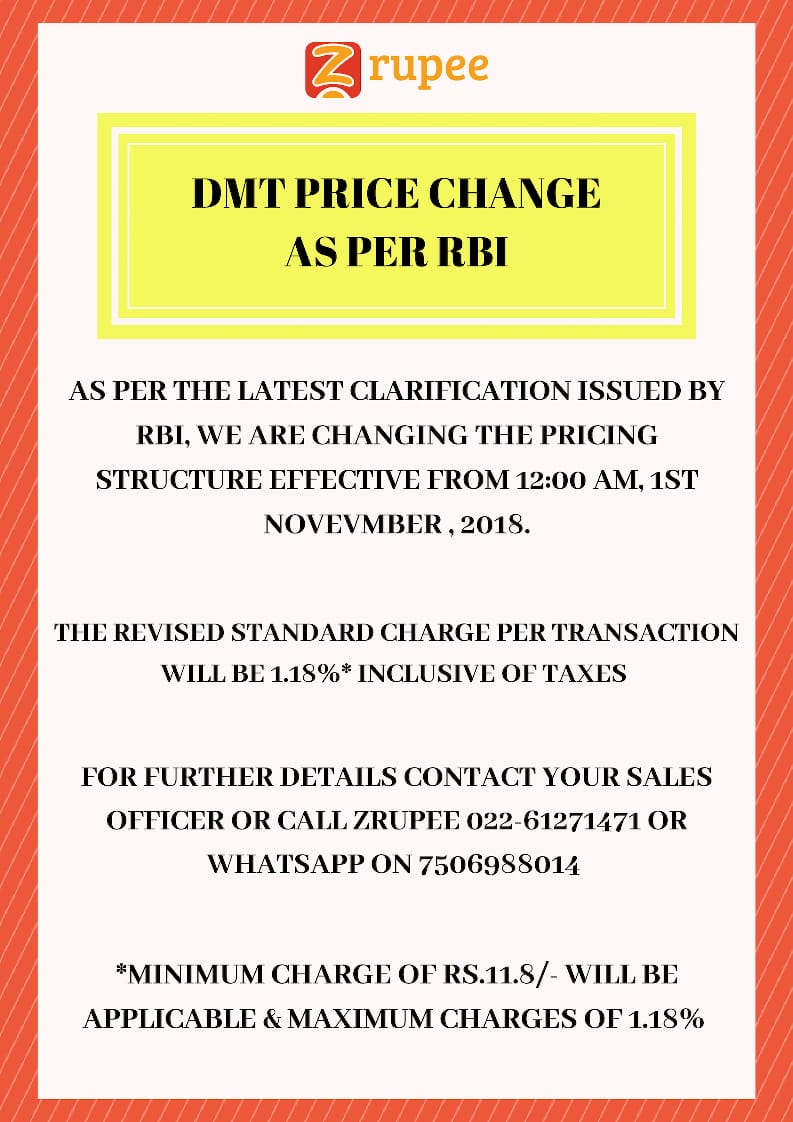 Z rupee
DMT PRICE CHANGE
AS PER RBI
AS PER THE LATEST CLARIFICATION ISSUED BY
RBI, WE ARE CHANGING THE PRICING
STRUCTURE EFFECTIVE FROM 12:00 AM, 1ST
NOVEVMBER , 2018.
THE REVISED STANDARD CHARGE PER TRANSACTION
WILL BE 1.18%* INCLUSIVE OF TAXES
FOR FURTHER DETAILS CONTACT YOUR SALES
OFFICER OR CALL ZRUPEE 022-61271471 OR
WHATSAPP ON 7506988014
*MINIMUM CHARGE OF RS.11.8/- WILL BE
APPLICABLE & MAXIMUM CHARGES OF 1.18%